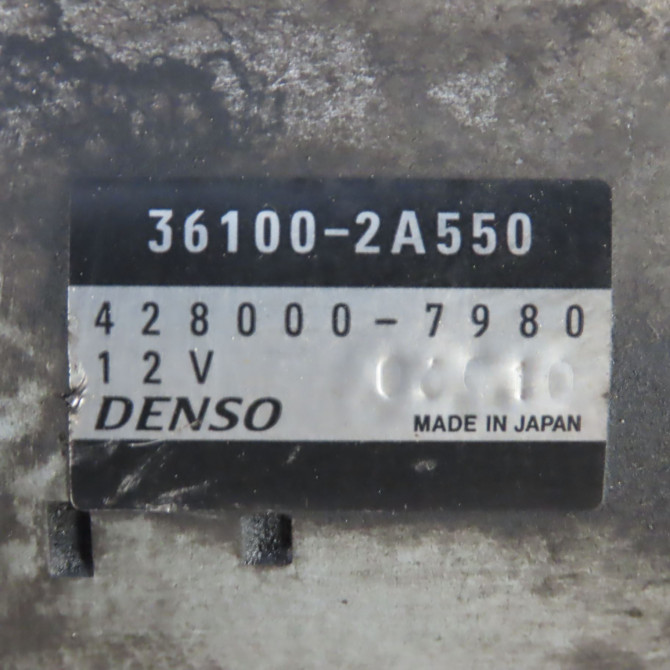 36100-2A550
428000-7980
12V
DENSO
MADE IN JAPAN